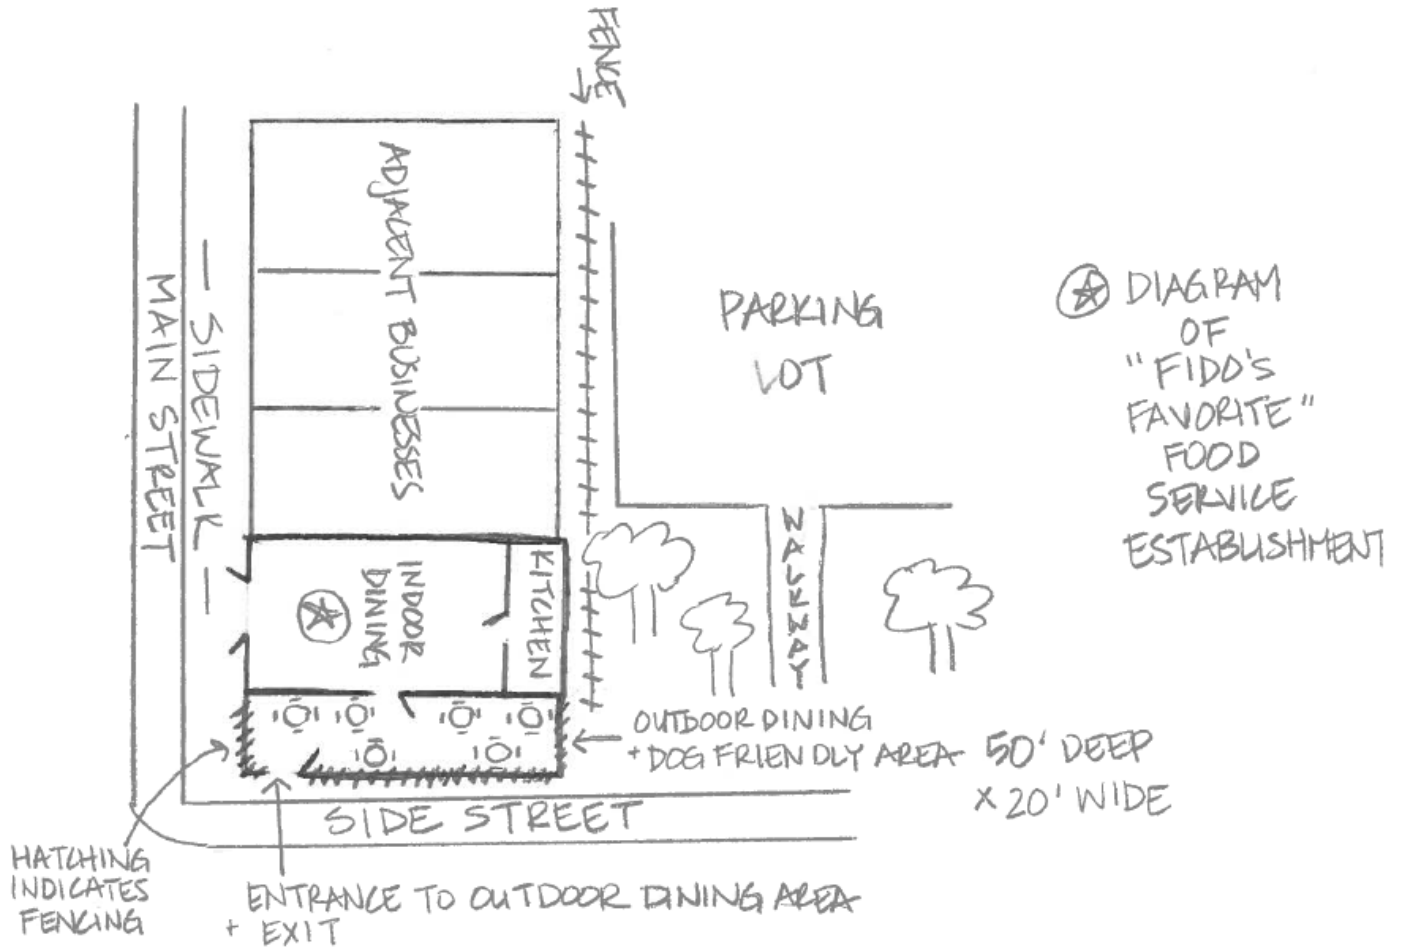 FENCE
ADJACENT BUSINESSES
MAIN STREET
— SIDEWALK —
PARKING
LOT
DIAGRAM
OF
"FIDO'S
FAVORITE"
FOOD
SERVICE
ESTABLISHMENT
INDOOR
DINING
KITCHEN
WALKWAY
OUTDOOR DINING
+ DOG FRIENDLY AREA 50' DEEP
x 20' WIDE
SIDE STREET
HATCHING
INDICATES
FENCING
ENTRANCE TO OUTDOOR DINING AREA
+ EXIT